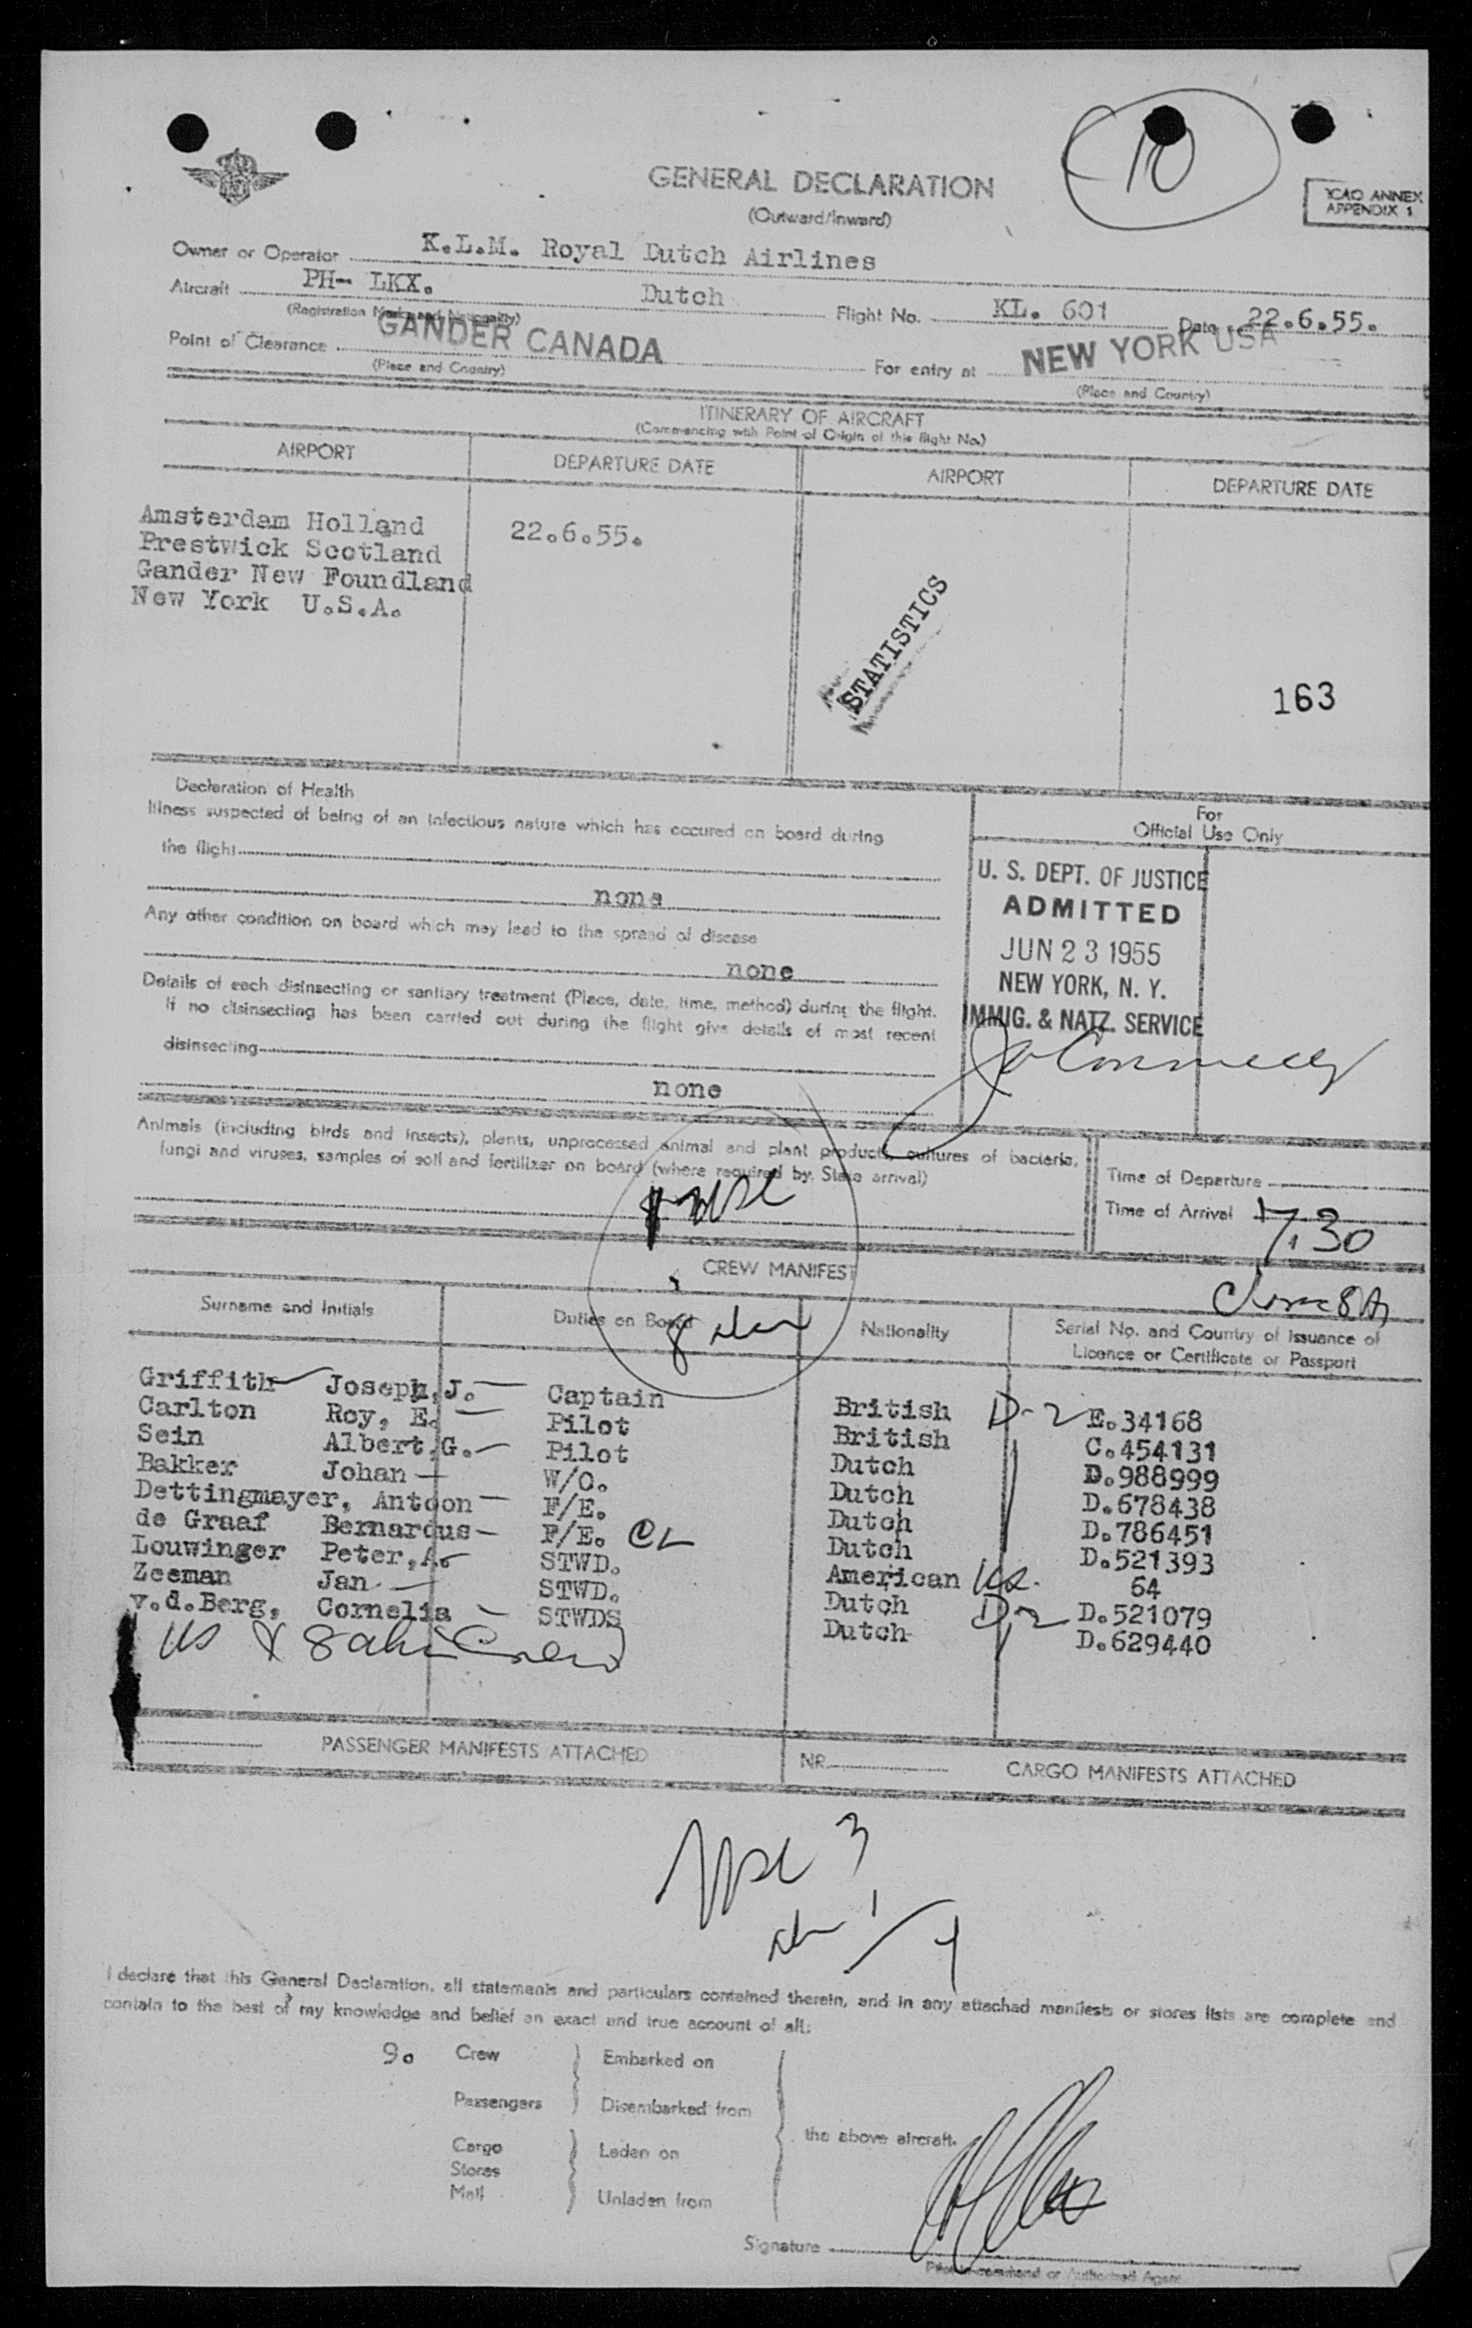 10
GENERAL DECLARATION
(Outward/Inward)
ICAO ANNEX
APPENDIX 1
Owner or Operator K.L.M. Royal Dutch Airlines
Aircraft PH- LKX. Dutch Flight No. KL. 601 Date 22.6.55.
(Registration Marks and Nationality)
Point of Clearance GANDER CANADA For entry at NEW YORK USA
(Place and Country) (Place and Country)
ITINERARY OF AIRCRAFT
(Commencing with Point of Origin of this flight No.)
AIRPORT DEPARTURE DATE AIRPORT DEPARTURE DATE
Amsterdam Holland 22.6.55.
Prestwick Scotland
Gander New Foundland
New York U.S.A.
STATISTICS
163
Declaration of Health
Illness suspected of being of an infectious nature which has occured on board during
the flight
none
Any other condition on board which may lead to the spread of disease
none
Details of each disinsecting or sanitary treatment (Place, date, time, method) during the flight.
If no disinsecting has been carried out during the flight give details of most recent
disinsecting
none
For
Official Use Only
U. S. DEPT. OF JUSTICE
ADMITTED
JUN 23 1955
NEW YORK, N. Y.
IMMIG. & NATZ. SERVICE
Animals (including birds and insects), plants, unprocessed animal and plant products, cultures of bacteria,
fungi and viruses, samples of soil and fertilizer on board (where required by State arrival)
Time of Departure
Time of Arrival 7.30
CREW MANIFEST
8
Surname and Initials Duties on Board Nationality Serial No. and Country of Issuance of
Licence or Certificate or Passport
Griffith Joseph, J. Captain British D-2 E.34168
Carlton Roy, E. Pilot British C.454131
Sein Albert, G. Pilot Dutch D.988999
Bakker Johan W/O. Dutch D.678438
Dettingmayer, Antoon F/E. Dutch D.786451
de Graaf Bernardus F/E. CL Dutch D.521393
Louwinger Peter, A. STWD. American US. 64
Zeeman Jan STWD. Dutch D-2 D.521079
v.d.Berg, Cornelia STWDS Dutch D.629440
US
PASSENGER MANIFESTS ATTACHED NR. CARGO MANIFESTS ATTACHED
3
1
4
I declare that this General Declaration, all statements and particulars contained therein, and in any attached manifests or stores lists are complete and
contain to the best of my knowledge and belief an exact and true account of all:
9. Crew Embarked on
Passengers Disembarked from
the above aircraft.
Cargo Laden on
Stores
Mail Unladen from
Signature
Pilot in command or Authorised Agent